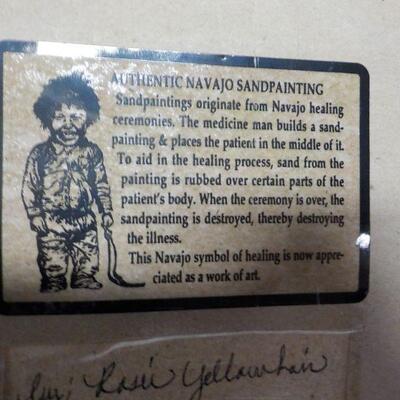 AUTHENTIC NAVAJO SANDPAINTING
Sandpaintings originate from Navajo healing
ceremonies. The medicine man builds a sand-
painting & places the patient in the middle of it.
To aid in the healing process, sand from the
painting is rubbed over certain parts of the
patient's body. When the ceremony is over, the
sandpainting is destroyed, thereby destroying
the illness.
This Navajo symbol of healing is now appre-
ciated as a work of art.
Yellowhair